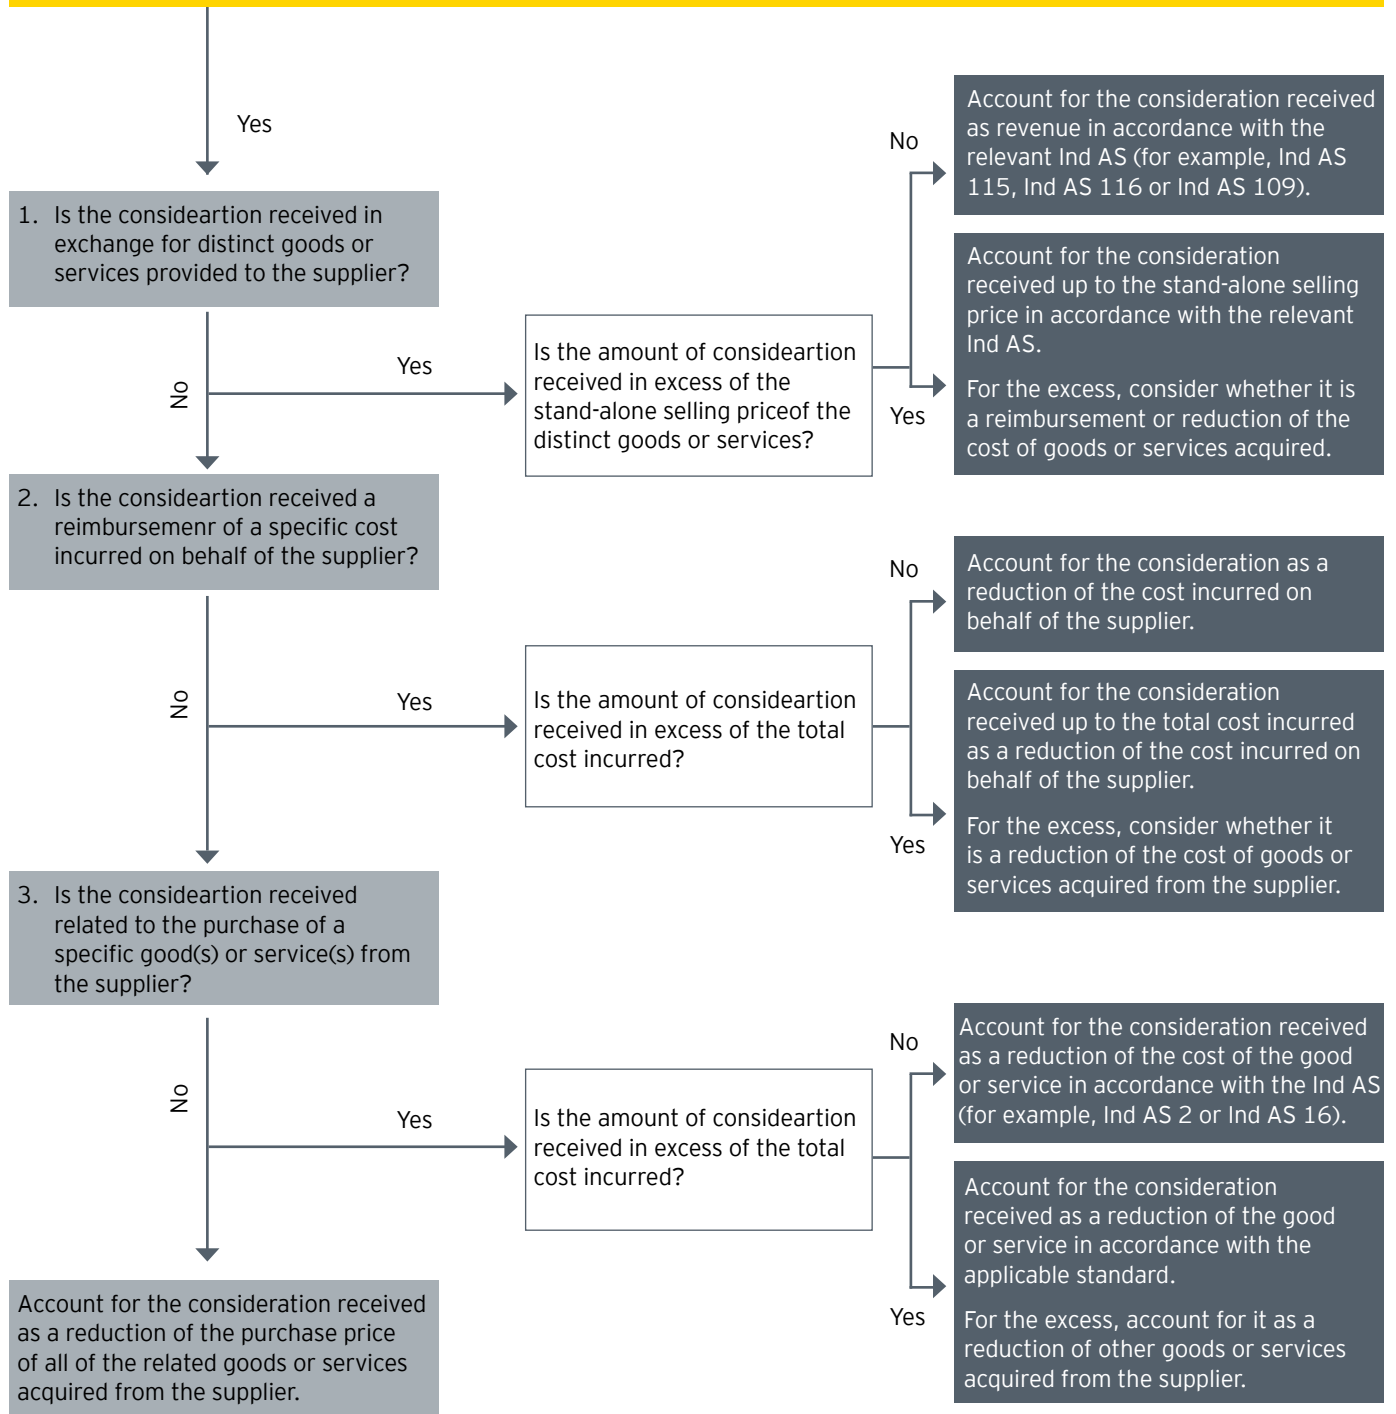 Yes
1. Is the consideartion received in
exchange for distinct goods or
services provided to the supplier?
No
Yes
Is the amount of consideartion
received in excess of the
stand-alone selling priceof the
distinct goods or services?
No
Account for the consideration received
as revenue in accordance with the
relevant Ind AS (for example, Ind AS
115, Ind AS 116 or Ind AS 109).
Yes
Account for the consideration
received up to the stand-alone selling
price in accordance with the relevant
Ind AS.
For the excess, consider whether it is
a reimbursement or reduction of the
cost of goods or services acquired.
2. Is the consideartion received a
reimbursemenr of a specific cost
incurred on behalf of the supplier?
No
Yes
Is the amount of consideartion
received in excess of the total
cost incurred?
No
Account for the consideration as a
reduction of the cost incurred on
behalf of the supplier.
Yes
Account for the consideration
received up to the total cost incurred
as a reduction of the cost incurred on
behalf of the supplier.
For the excess, consider whether it
is a reduction of the cost of goods or
services acquired from the supplier.
3. Is the consideartion received
related to the purchase of a
specific good(s) or service(s) from
the supplier?
No
Yes
Is the amount of consideartion
received in excess of the total
cost incurred?
No
Account for the consideration received
as a reduction of the cost of the good
or service in accordance with the Ind AS
(for example, Ind AS 2 or Ind AS 16).
Yes
Account for the consideration
received as a reduction of the good
or service in accordance with the
applicable standard.
For the excess, account for it as a
reduction of other goods or services
acquired from the supplier.
Account for the consideration received
as a reduction of the purchase price
of all of the related goods or services
acquired from the supplier.